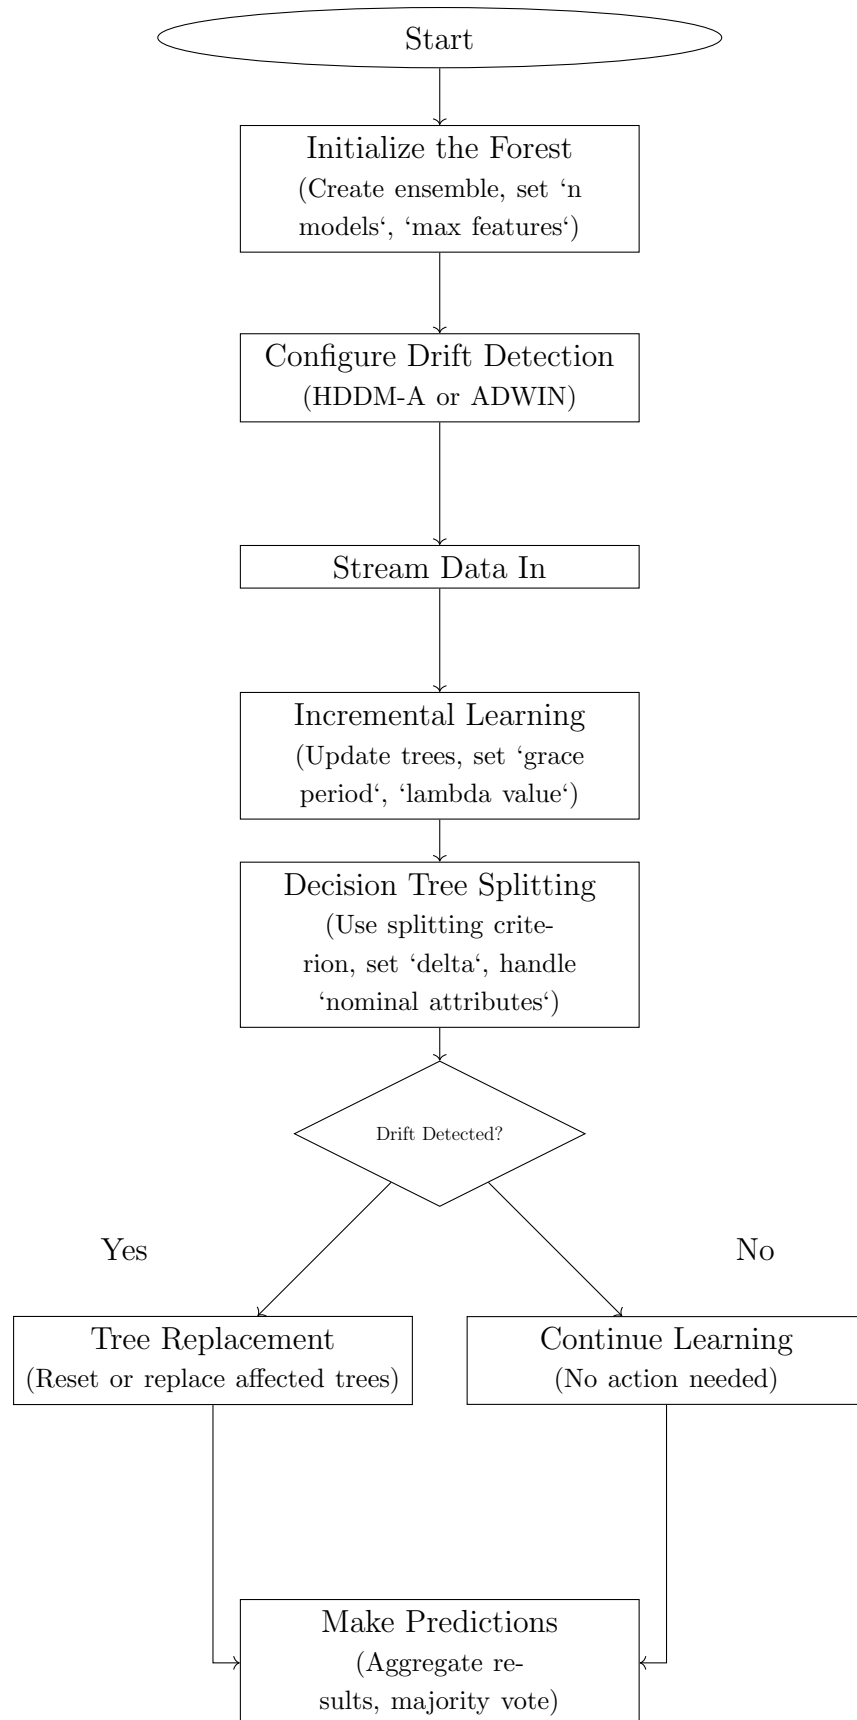 Start
Initialize the Forest
(Create ensemble, set ‘n
models‘, ‘max features‘)
Configure Drift Detection
(HDDM-A or ADWIN)
Stream Data In
Incremental Learning
(Update trees, set ‘grace
period‘, ‘lambda value‘)
Decision Tree Splitting
(Use splitting crite-
rion, set ‘delta‘, handle
‘nominal attributes‘)
Drift Detected?
Yes
No
Tree Replacement
(Reset or replace affected trees)
Continue Learning
(No action needed)
Make Predictions
(Aggregate re-
sults, majority vote)